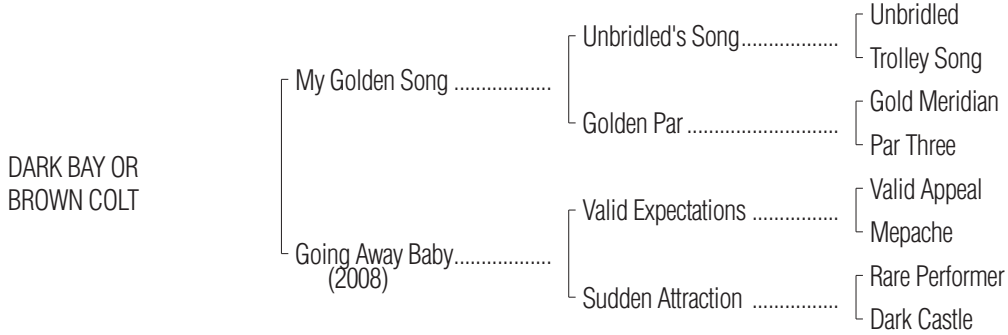 Unbridled
Unbridled's Song..................
Trolley Song
My Golden Song ..................
Gold Meridian
Golden Par ............................
Par Three
DARK BAY OR
BROWN COLT
Valid Appeal
Valid Expectations ................
Mepache
Going Away Baby..................
(2008)
Rare Performer
Sudden Attraction ................
Dark Castle